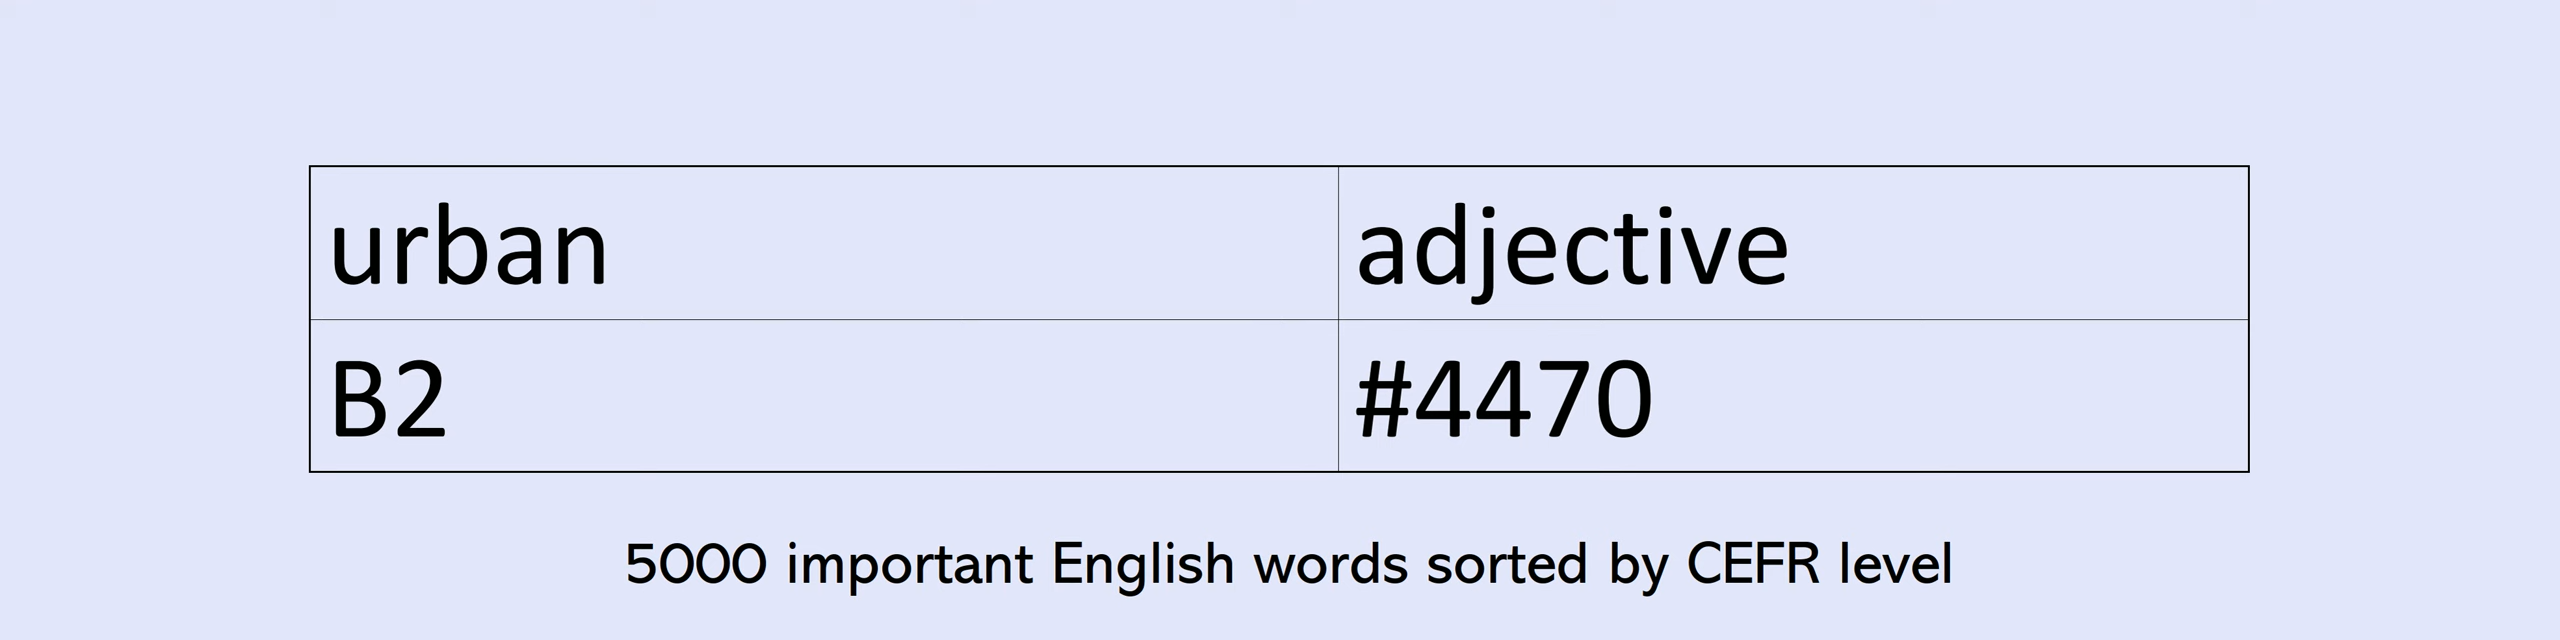 urban adjective
B2 #4470
5000 important English words sorted by CEFR level